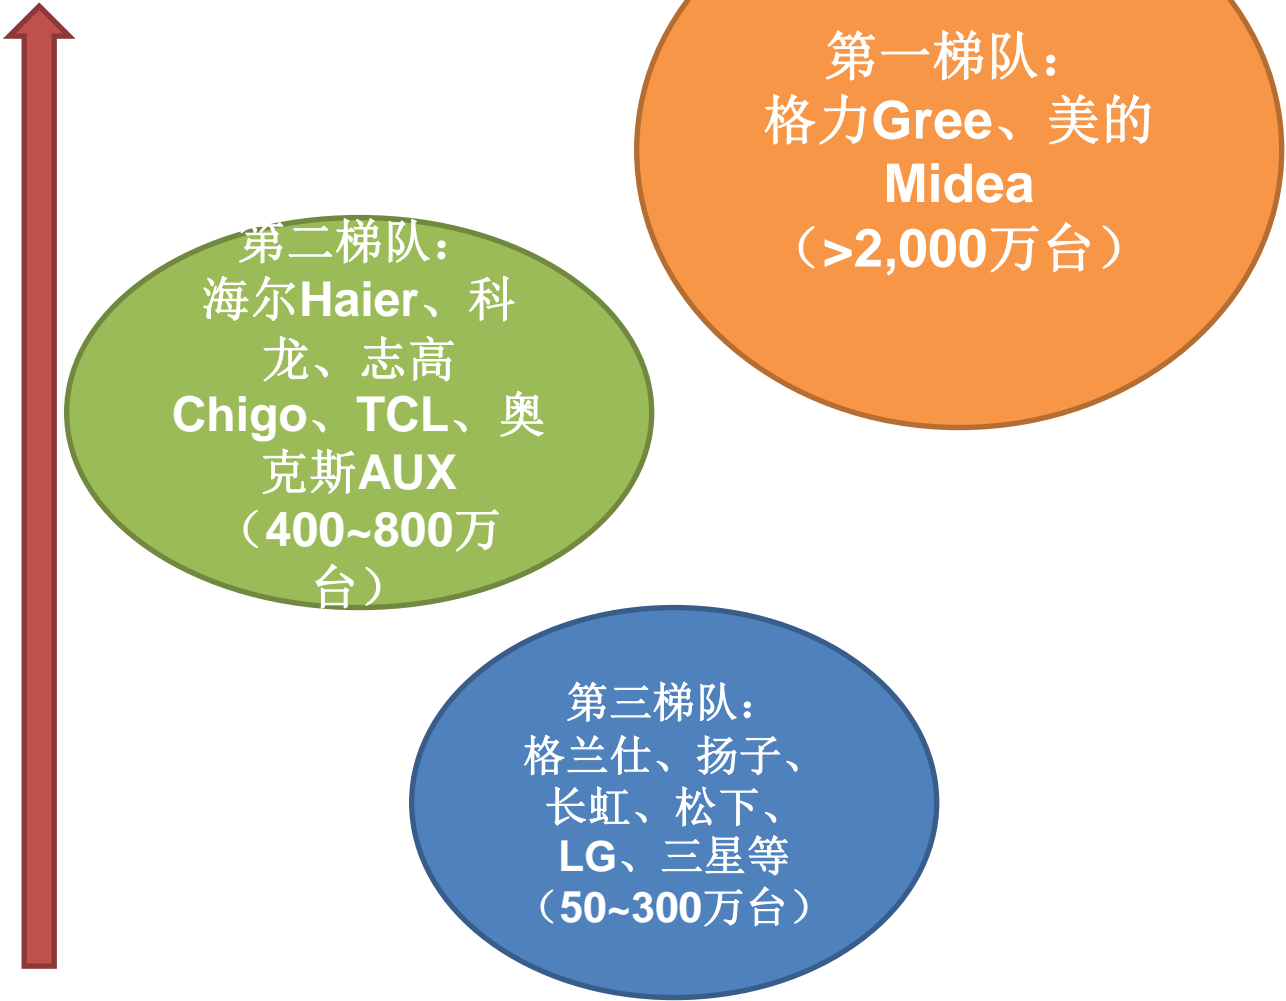 第一梯队：
格力Gree、美的
Midea
（>2,000万台）
第二梯队：
海尔Haier、科
龙、志高
Chigo、TCL、奥
克斯AUX
（400~800万
台）
第三梯队：
格兰仕、扬子、
长虹、松下、
LG、三星等
（50~300万台）